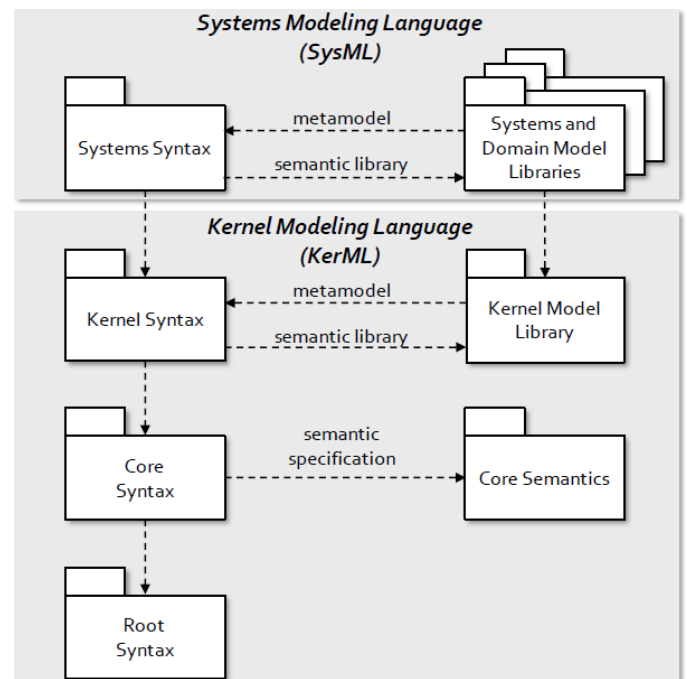 Systems Modeling Language
(SysML)
Systems Syntax
metamodel
semantic library
Systems and
Domain Model
Libraries
Kernel Modeling Language
(KerML)
Kernel Syntax
metamodel
semantic library
Kernel Model
Library
Core
Syntax
semantic
specification
Core Semantics
Root
Syntax